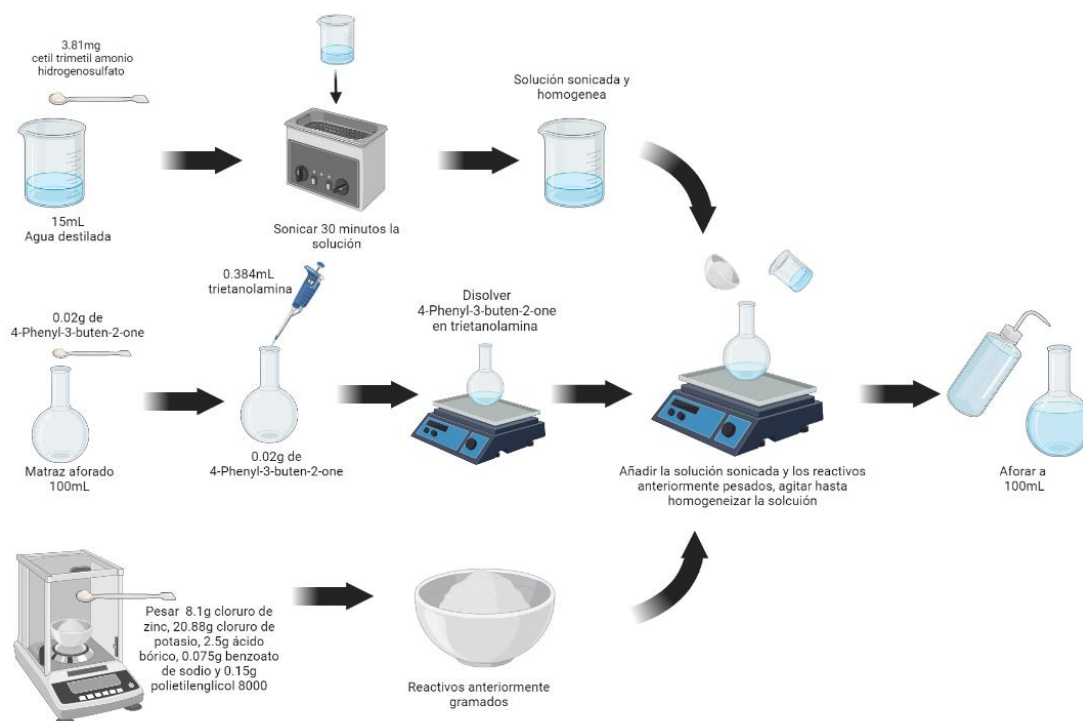 3.81mg
cetil trimetil amonio
hidrogenosulfato
15mL
Agua destilada
Sonicar 30 minutos la
solución
Solución sonicada y
homogenea
0.02g de
4-Phenyl-3-buten-2-one
Matraz aforado
100mL
0.384mL
trietanolamina
0.02g de
4-Phenyl-3-buten-2-one
Disolver
4-Phenyl-3-buten-2-one
en trietanolamina
Añadir la solución sonicada y los reactivos
anteriormente pesados, agitar hasta
homogeneizar la solcuión
Aforar a
100mL
Pesar 8.1g cloruro de
zinc, 20.88g cloruro de
potasio, 2.5g ácido
bórico, 0.075g benzoato
de sodio y 0.15g
polietilenglicol 8000
Reactivos anteriormente
gramados